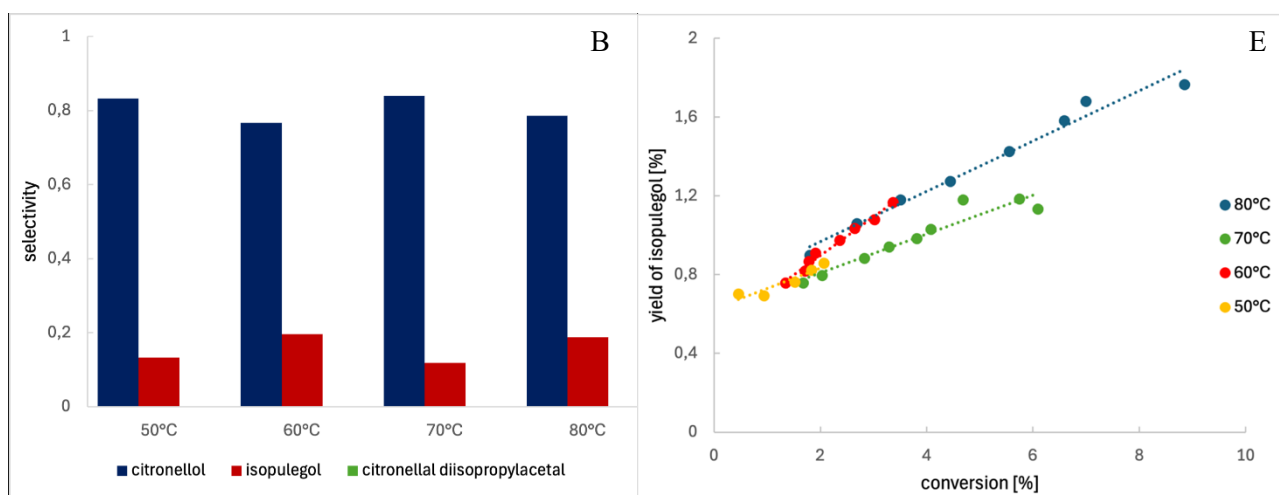 B
1
0,8
0,6
0,4
0,2
0
selectivity
50°C 60°C 70°C 80°C
citronellol isopulegol citronellal diisopropylacetal
E
2
1,6
1,2
0,8
0,4
0
yield of isopulegol [%]
0 2 4 6 8 10
conversion [%]
80°C
70°C
60°C
50°C